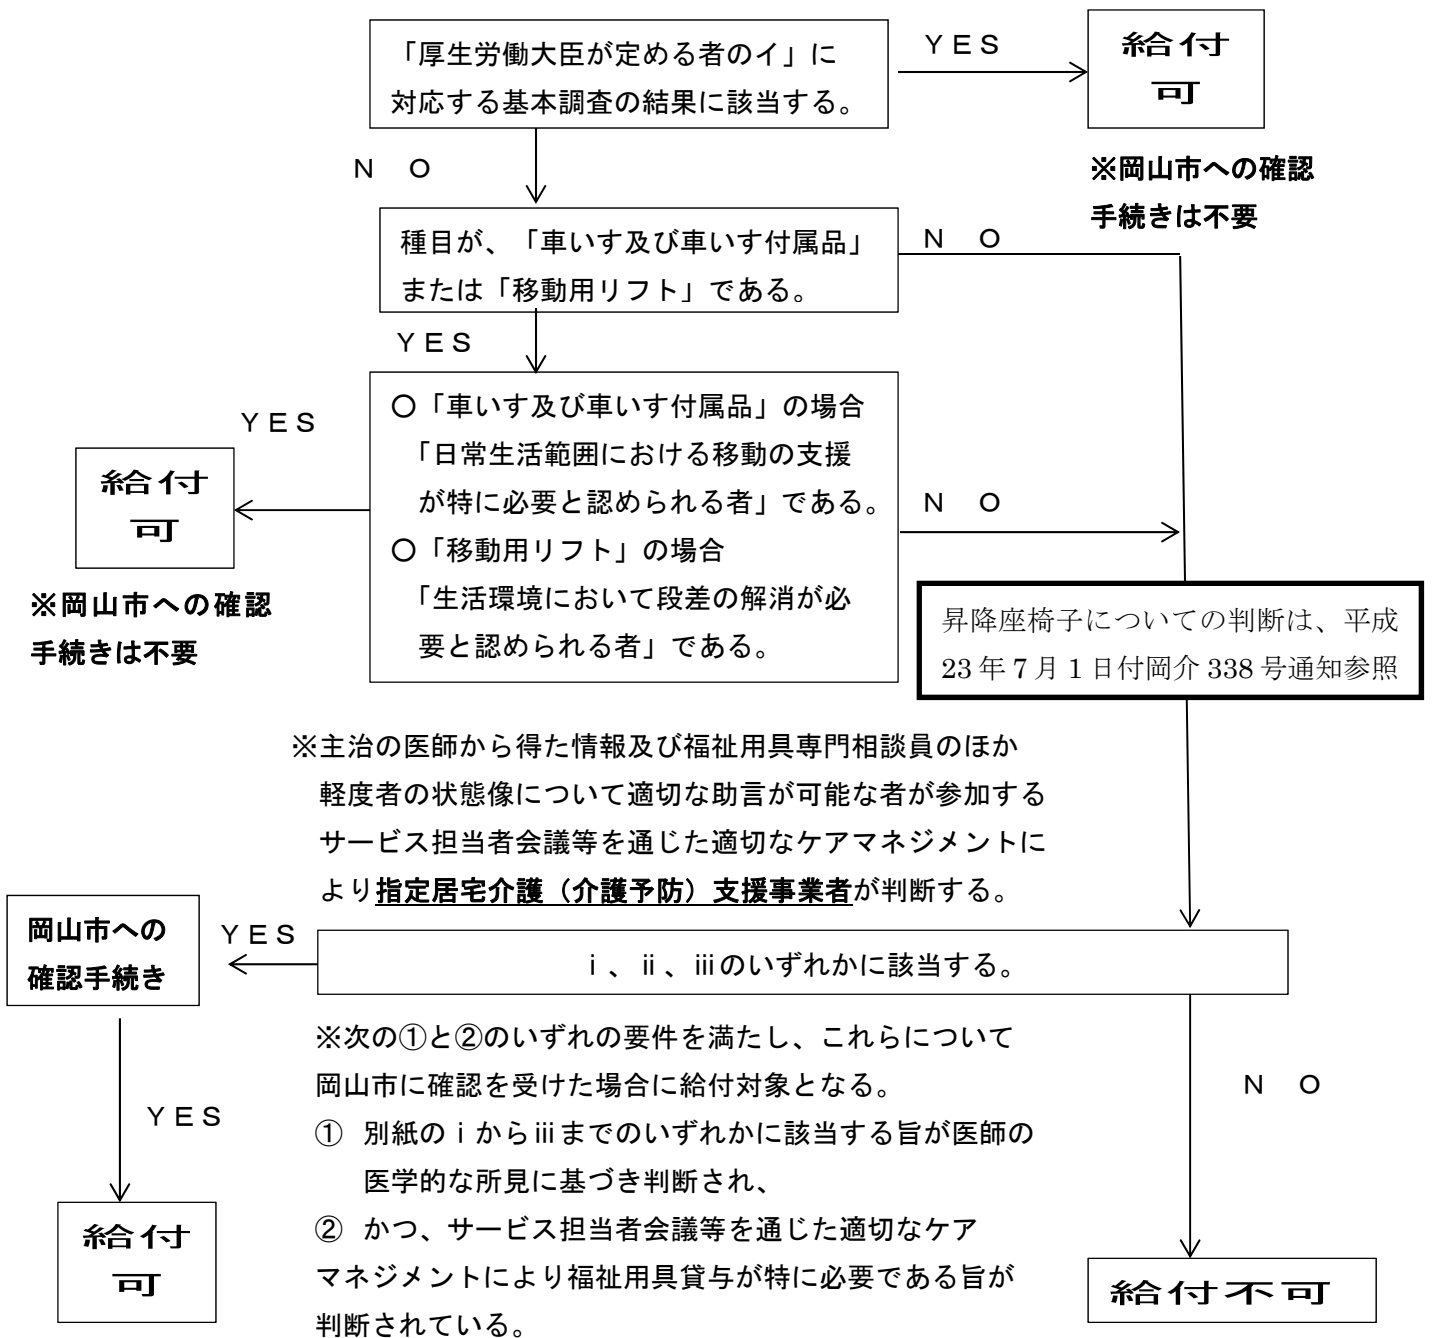 「厚生労働大臣が定める者のイ」に
対応する基本調査の結果に該当する。
ＹＥＳ
給付
可
※岡山市への確認
手続きは不要
Ｎ　Ｏ
種目が、「車いす及び車いす付属品」
または「移動用リフト」である。
Ｎ　Ｏ
ＹＥＳ
〇「車いす及び車いす付属品」の場合
「日常生活範囲における移動の支援
が特に必要と認められる者」である。
〇「移動用リフト」の場合
「生活環境において段差の解消が必
要と認められる者」である。
ＹＥＳ
給付
可
※岡山市への確認
手続きは不要
Ｎ　Ｏ
昇降座椅子についての判断は、平成
23 年 7 月 1 日付岡介 338 号通知参照
※主治の医師から得た情報及び福祉用具専門相談員のほか
軽度者の状態像について適切な助言が可能な者が参加する
サービス担当者会議等を通じた適切なケアマネジメントに
より指定居宅介護（介護予防）支援事業者が判断する。
ⅰ、ⅱ、ⅲのいずれかに該当する。
ＹＥＳ
岡山市への
確認手続き
ＹＥＳ
給付
可
※次の①と②のいずれの要件を満たし、これらについて
岡山市に確認を受けた場合に給付対象となる。
①　別紙のⅰからⅲまでのいずれかに該当する旨が医師の
医学的な所見に基づき判断され、
②　かつ、サービス担当者会議等を通じた適切なケア
マネジメントにより福祉用具貸与が特に必要である旨が
判断されている。
Ｎ　Ｏ
給付不可